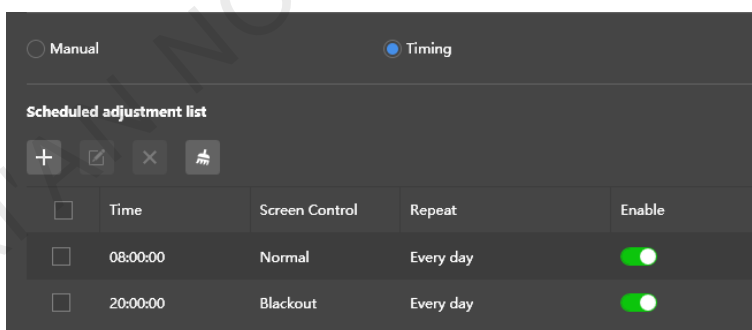 Manual Timing
Scheduled adjustment list
Time Screen Control Repeat Enable
08:00:00 Normal Every day
20:00:00 Blackout Every day